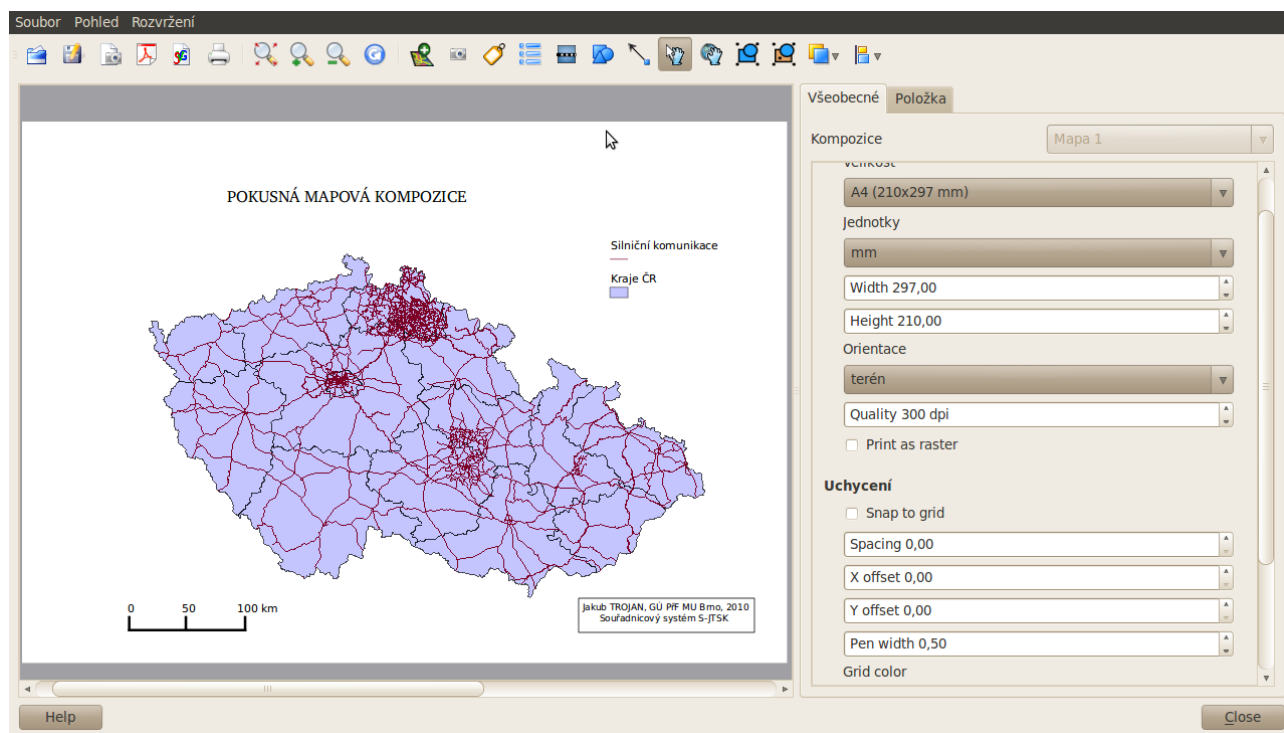 Soubor Pohled Rozvržení
Všeobecné Položka
Kompozice Mapa 1
Velikost
A4 (210x297 mm)
Jednotky
mm
Width 297,00
Height 210,00
Orientace
terén
Quality 300 dpi
Print as raster
Uchycení
Snap to grid
Spacing 0,00
X offset 0,00
Y offset 0,00
Pen width 0,50
Grid color
POKUSNÁ MAPOVÁ KOMPOZICE
Silniční komunikace
Kraje ČR
0 50 100 km
Jakub TROJAN, GÚ PřF MU Brno, 2010
Souřadnicový systém S-JTSK
Help
Close